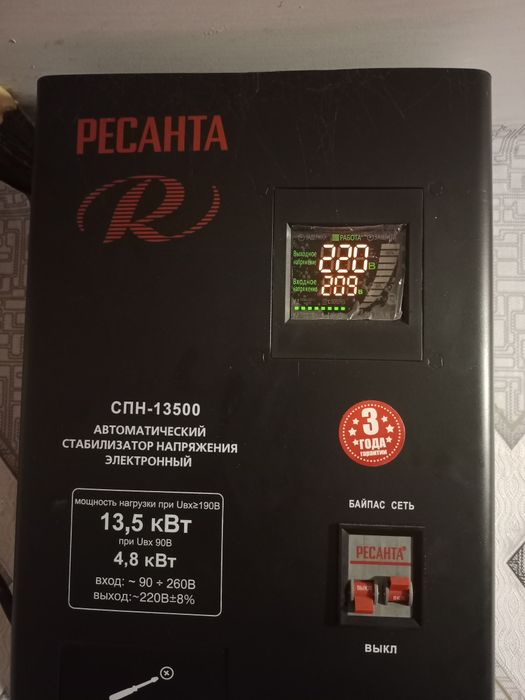 РЕСАНТА
R
РАБОТА
Выходное
напряжение
220 В
Входное
напряжения
209 В
СПН-13500
АВТОМАТИЧЕСКИЙ
СТАБИЛИЗАТОР НАПРЯЖЕНИЯ
ЭЛЕКТРОННЫЙ
3
ГОДА
гарантии
мощность нагрузки при Uвх≥190В
13,5 кВт
при Uвх 90В
4,8 кВт
вход: ~ 90 ÷ 260В
выход:~220В±8%
БАЙПАС СЕТЬ
РЕСАНТА®
ВЫКЛ